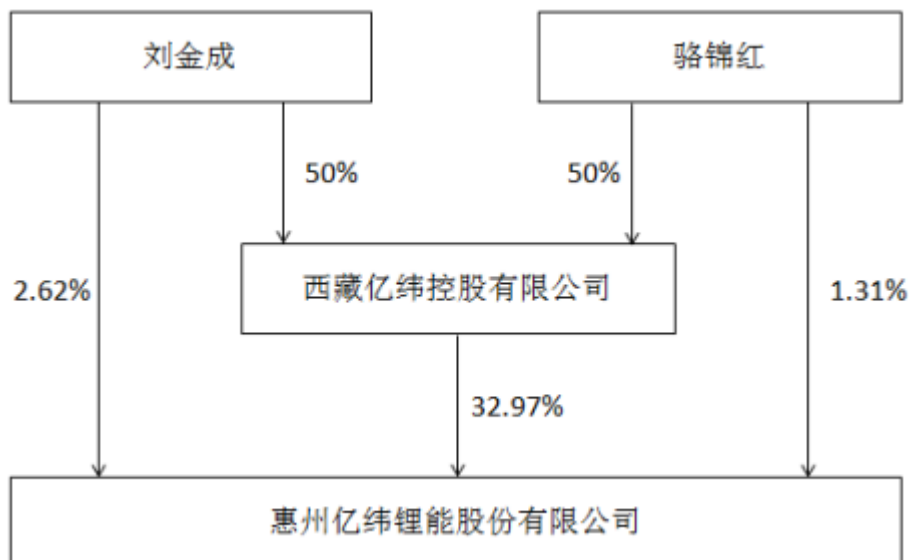 刘金成
骆锦红
50%
50%
2.62%
西藏亿纬控股有限公司
1.31%
32.97%
惠州亿纬锂能股份有限公司